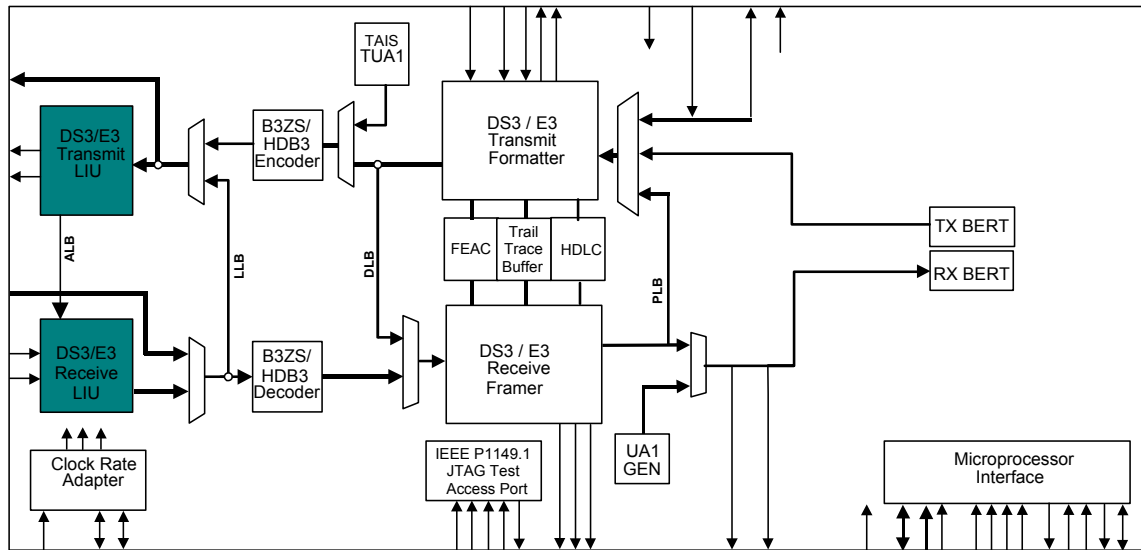 TAIS
TUA1
DS3/E3
Transmit
LIU
B3ZS/
HDB3
Encoder
DS3 / E3
Transmit
Formatter
ALB
LLB
DLB
FEAC
Trail
Trace
Buffer
HDLC
PLB
TX BERT
RX BERT
DS3/E3
Receive
LIU
B3ZS/
HDB3
Decoder
DS3 / E3
Receive
Framer
Clock Rate
Adapter
IEEE P1149.1
JTAG Test
Access Port
UA1
GEN
Microprocessor
Interface